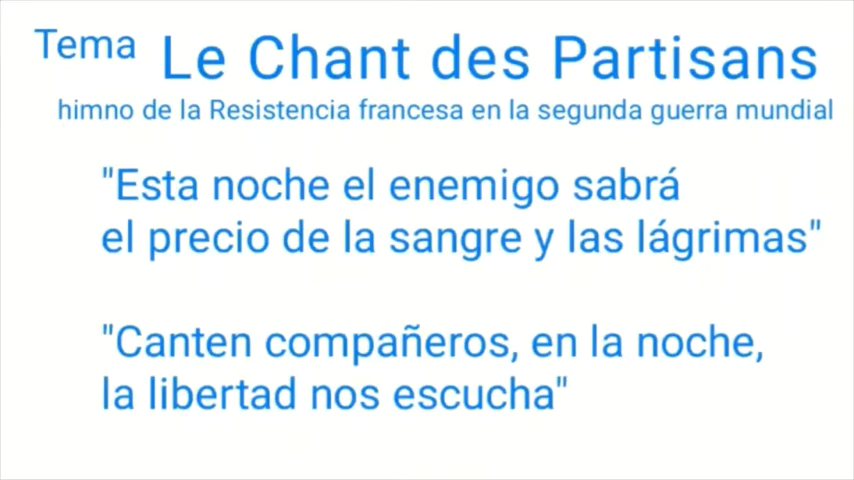 Tema Le Chant des Partisans
himno de la Resistencia francesa en la segunda guerra mundial
"Esta noche el enemigo sabrá
el precio de la sangre y las lágrimas"
"Canten compañeros, en la noche,
la libertad nos escucha"